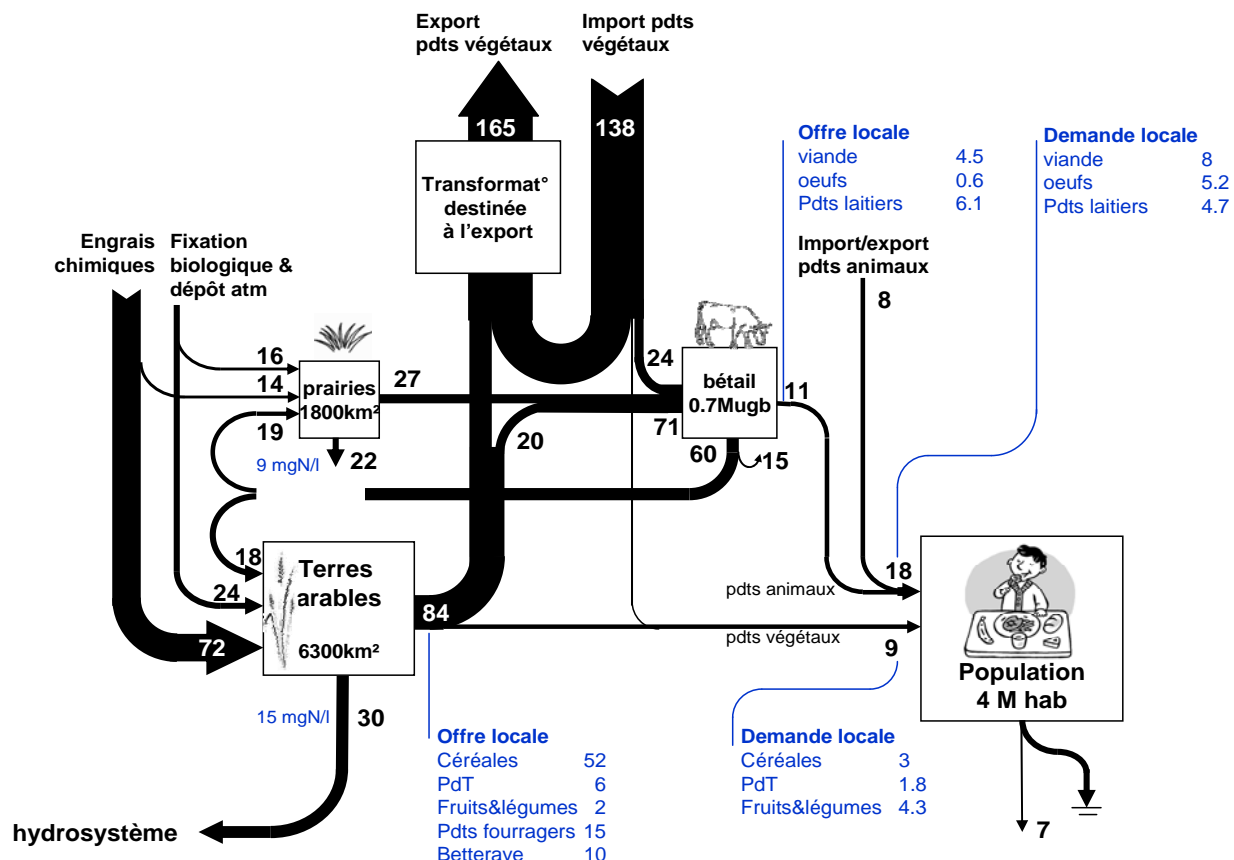 Export
pdts végétaux
Import pdts
végétaux
165
138
Transformat°
destinée
à l'export
Offre locale
viande 4.5
oeufs 0.6
Pdts laitiers 6.1
Demande locale
viande 8
oeufs 5.2
Pdts laitiers 4.7
Engrais
chimiques
Fixation
biologique &
dépôt atm
Import/export
pdts animaux
8
16
14
19
prairies
1800km²
27
24
bétail
0.7Mugb
11
71
20
60
15
9 mgN/l
22
18
24
72
Terres
arables
6300km²
84
pdts animaux
18
pdts végétaux
9
Population
4 M hab
15 mgN/l
30
Offre locale
Céréales 52
PdT 6
Fruits&légumes 2
Pdts fourragers 15
Betterave 10
Demande locale
Céréales 3
PdT 1.8
Fruits&légumes 4.3
hydrosystème
7